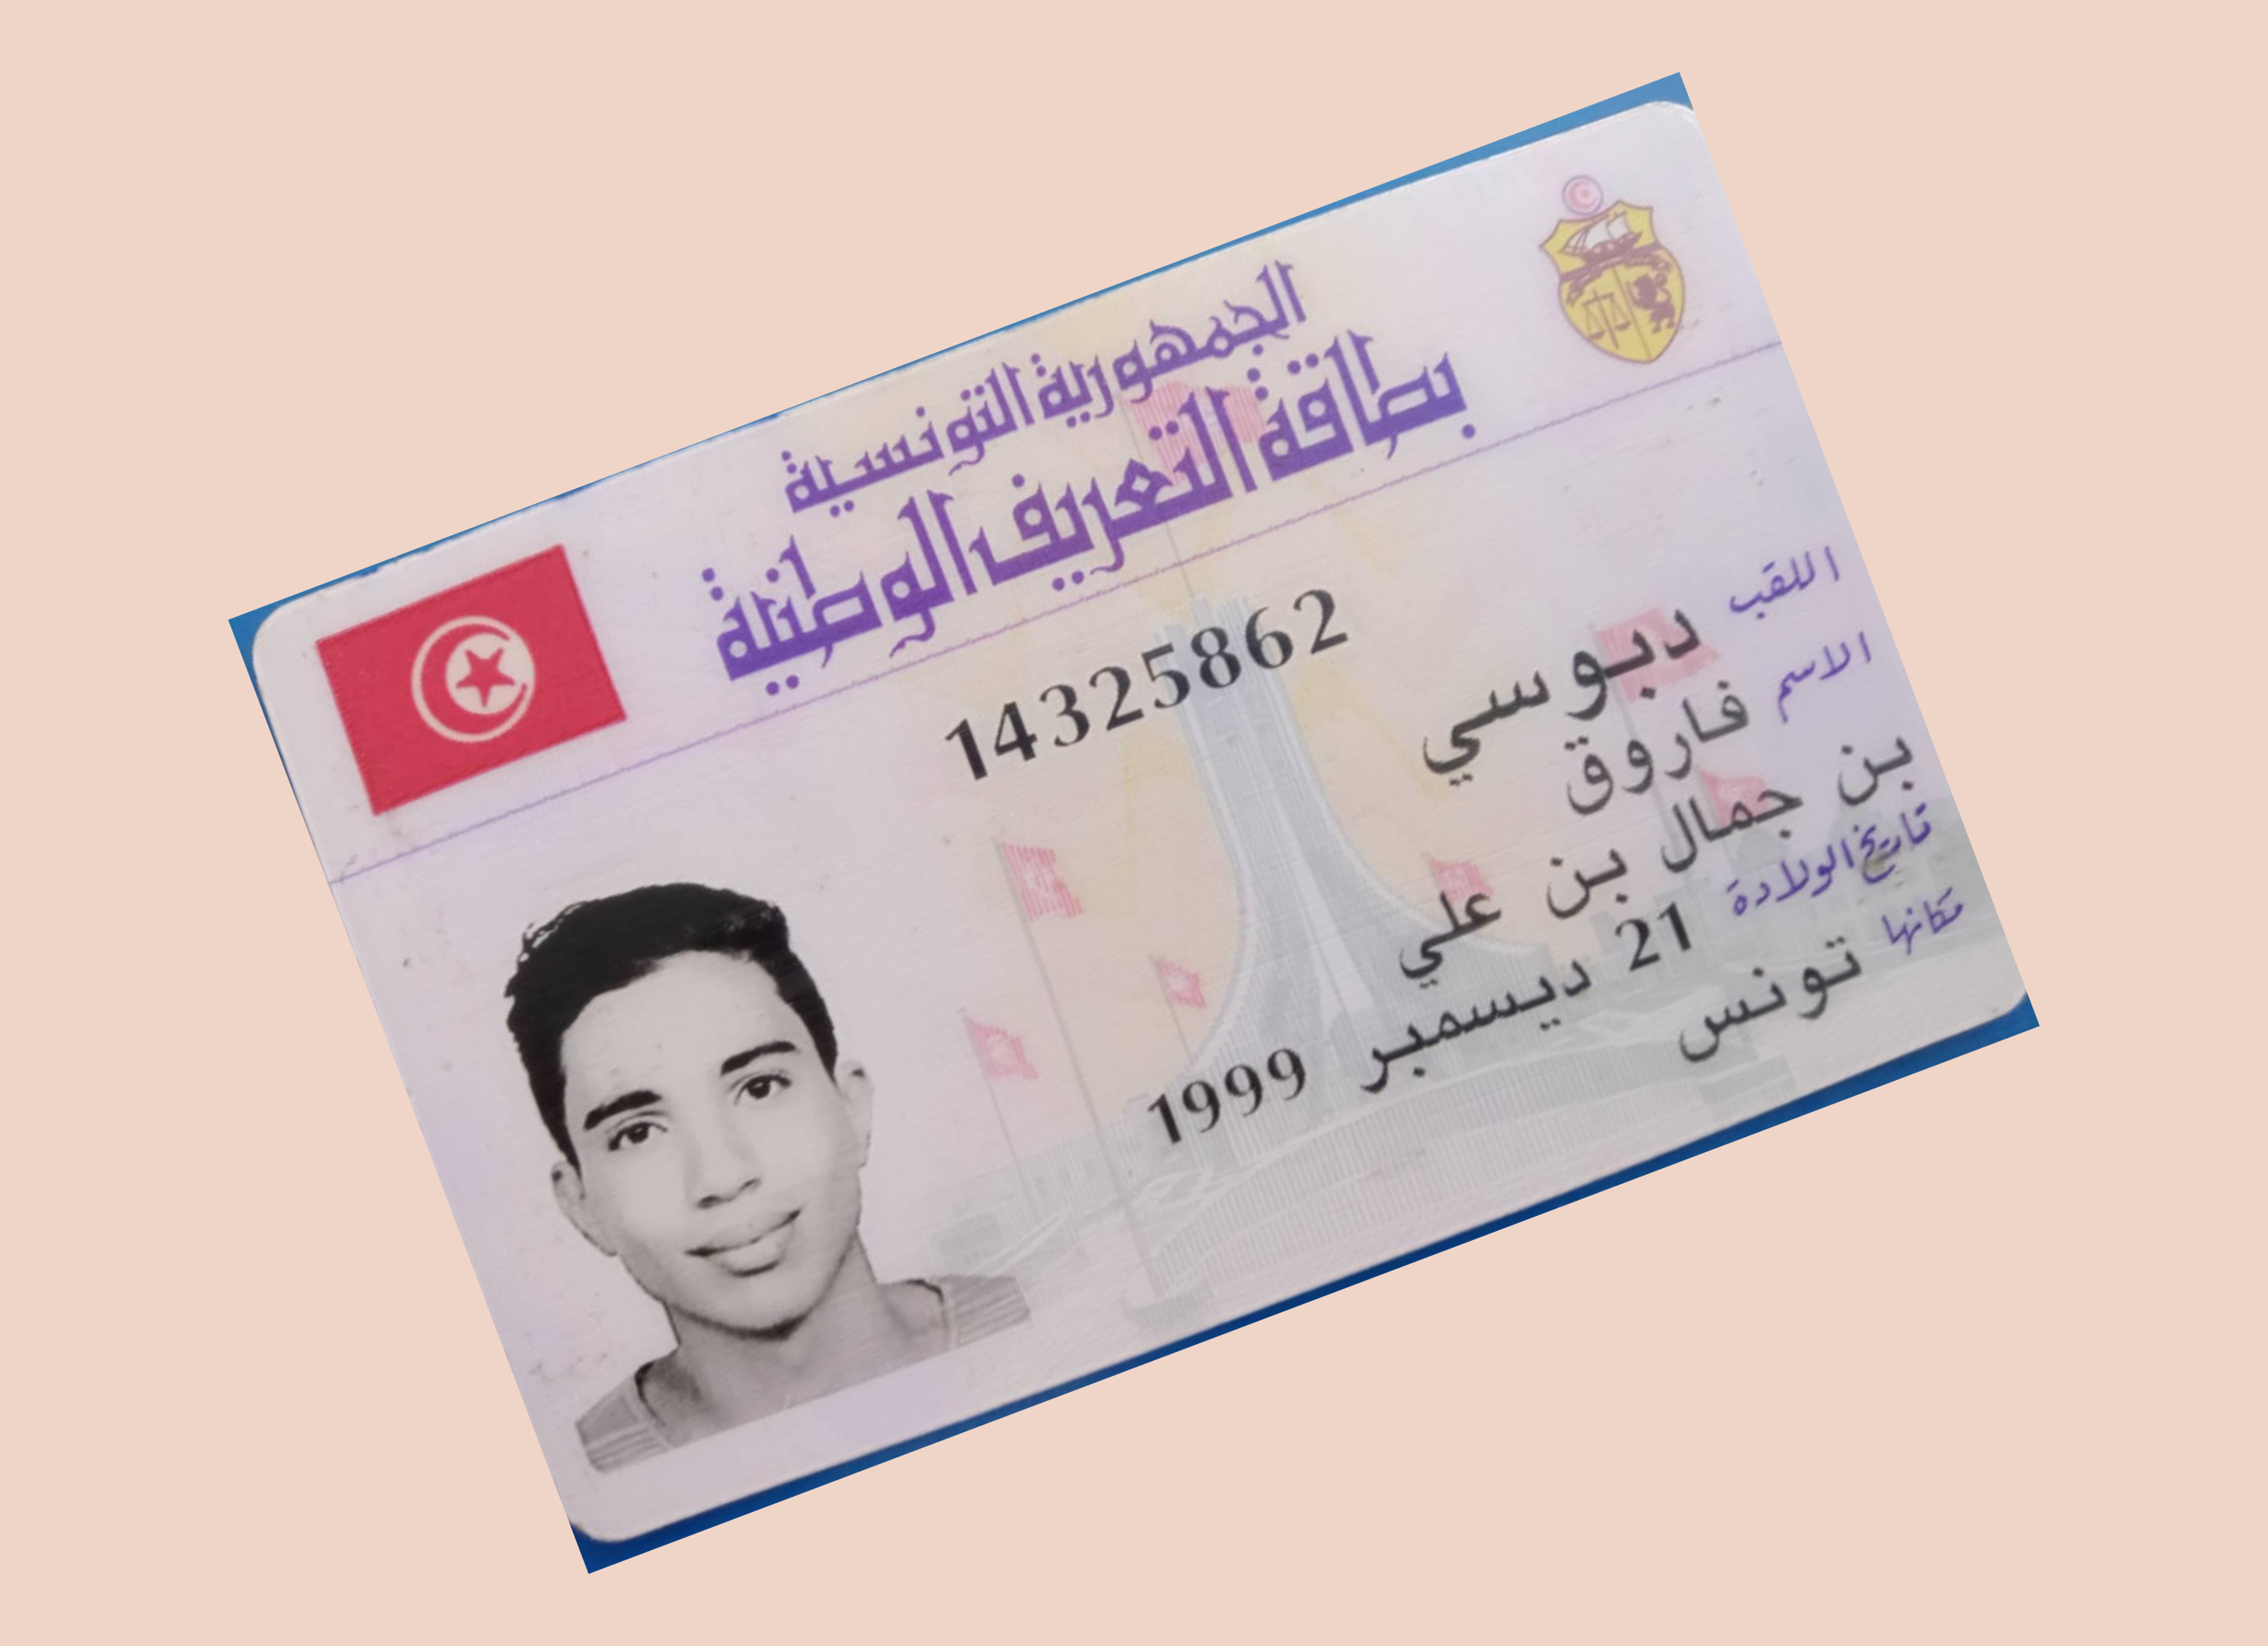 الجمهورية التونسية
بطاقة التعريف الوطنية
14325862
اللقب دبوسي
الاسم فاروق
بن جمال بن علي
تاريخ الولادة 21 ديسمبر 1999
مكانها تونس